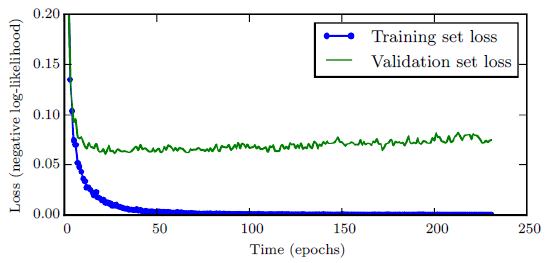 0.20
0.15
0.10
0.05
0.00
Loss (negative log-likelihood)
Training set loss
Validation set loss
0 50 100 150 200 250
Time (epochs)